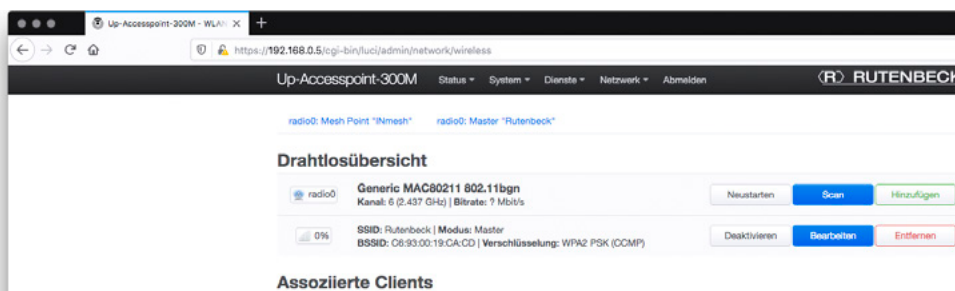 Up-Accesspoint-300M - WLAN
https://192.168.0.5/cgi-bin/luci/admin/network/wireless
Up-Accesspoint-300M Status System Dienste Netzwerk Abmelden (R) RUTENBECK
radio0: Mesh Point "INmesh" radio0: Master "Rutenbeck"
Drahtlosübersicht
radio0 Generic MAC80211 802.11bgn Neustarten Scan Hinzufügen
Kanal: 6 (2.437 GHz) | Bitrate: ? Mbit/s
0% SSID: Rutenbeck | Modus: Master Deaktivieren Bearbeiten Entfernen
BSSID: C6:93:00:19:CA:CD | Verschlüsselung: WPA2 PSK (CCMP)
Assoziierte Clients